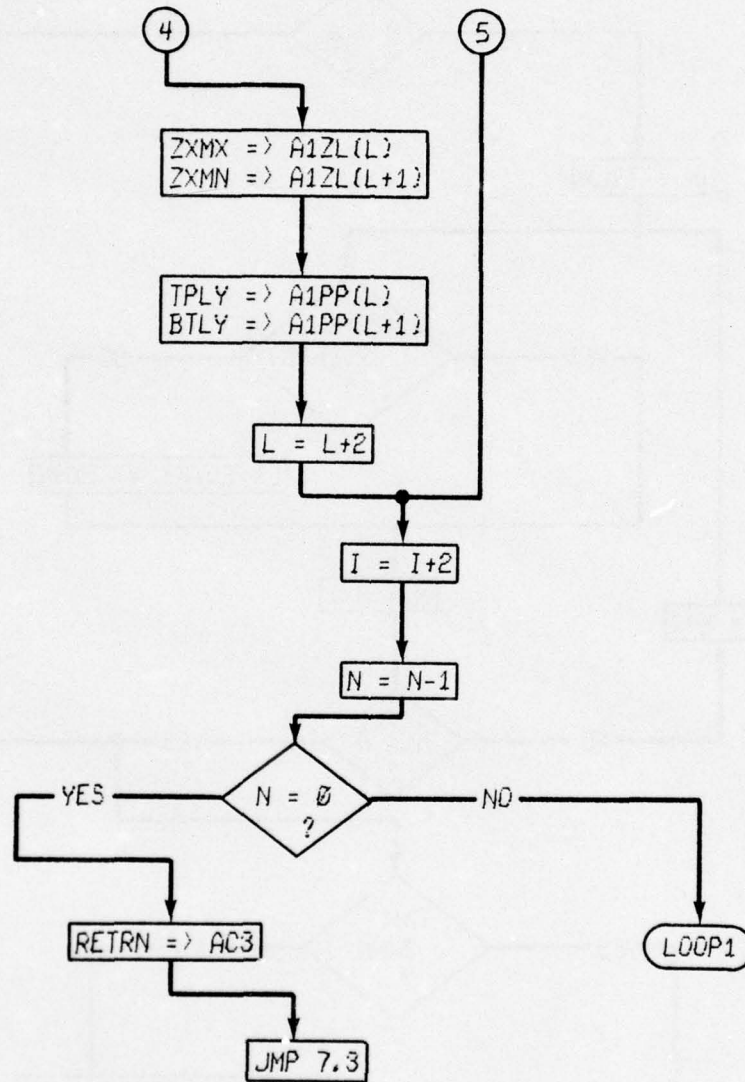 4
5
ZXMX => A1ZL(L)
ZXMN => A1ZL(L+1)
TPLY => A1PP(L)
BTLY => A1PP(L+1)
L = L+2
I = I+2
N = N-1
YES
N = Ø
?
NO
RETRN => AC3
LOOP1
JMP 7.3